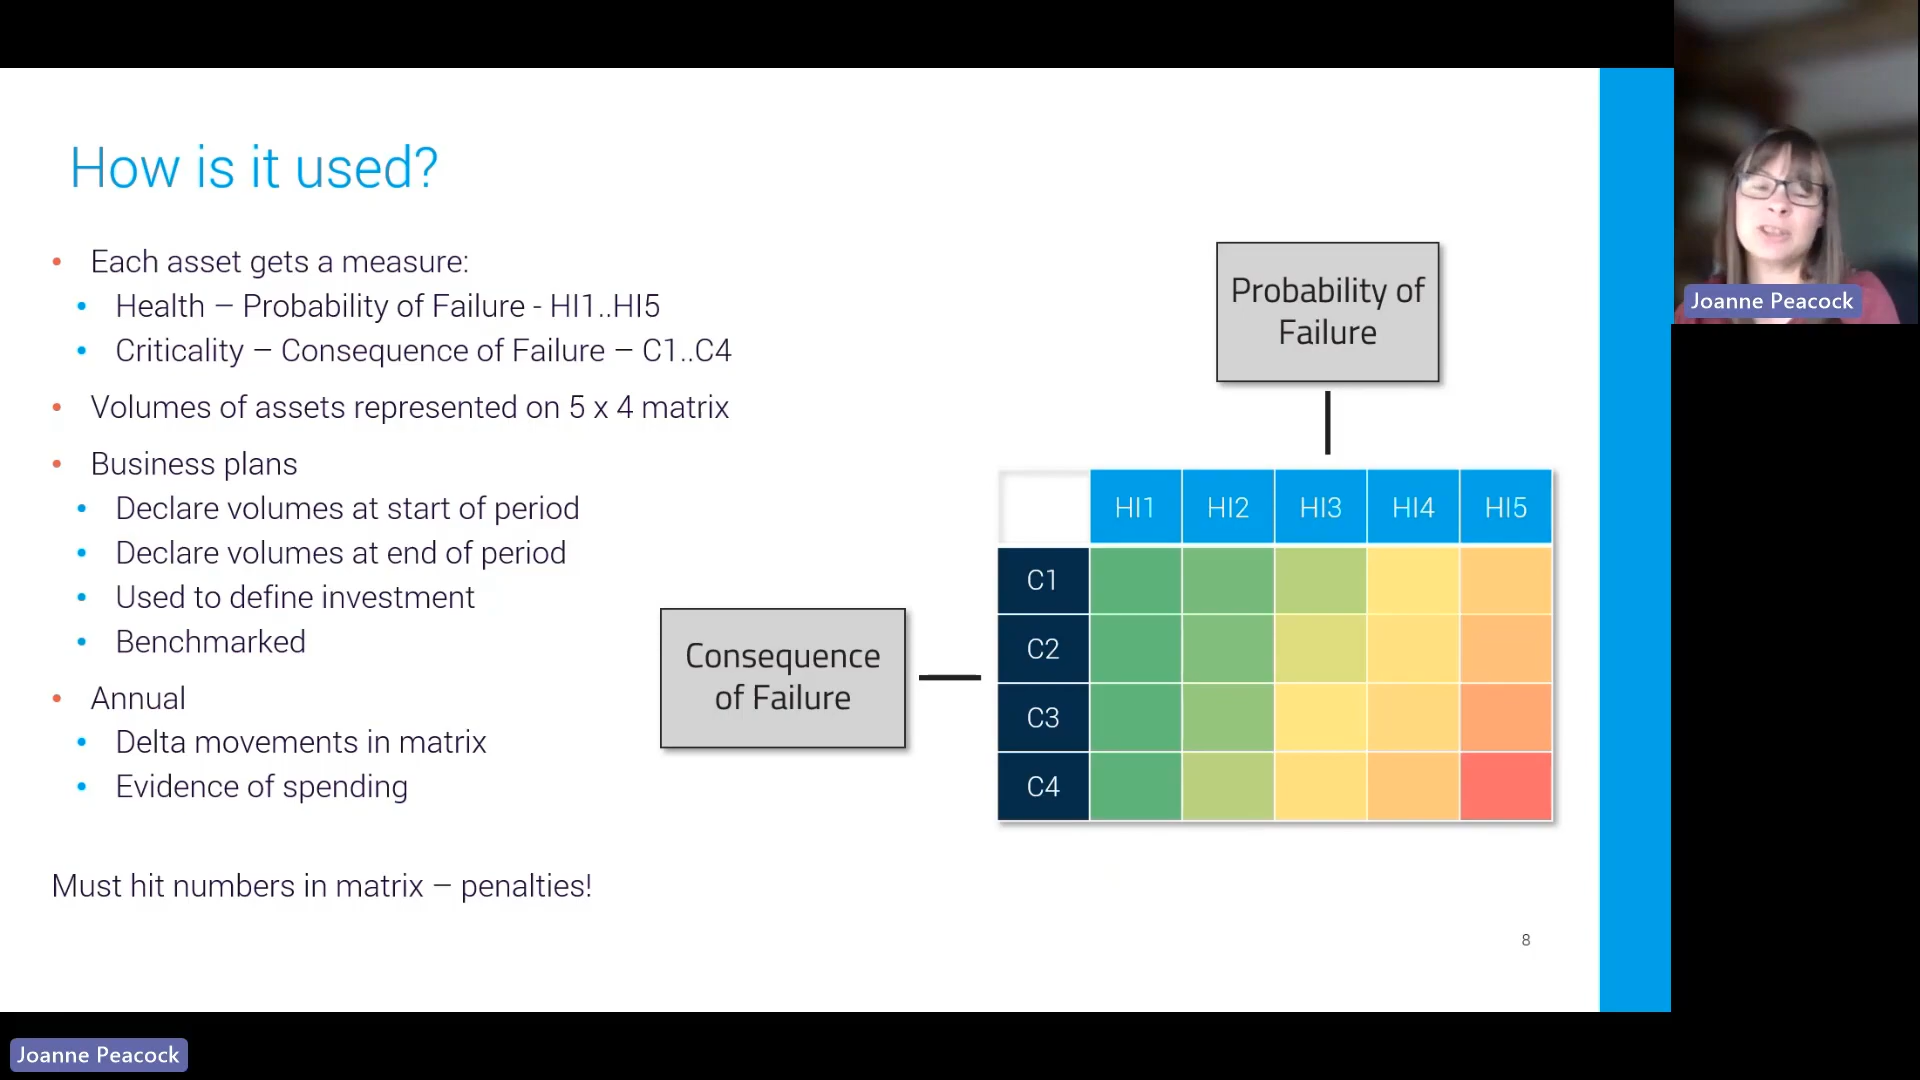 How is it used?
Each asset gets a measure:
Health – Probability of Failure - HI1..HI5
Criticality – Consequence of Failure – C1..C4
Volumes of assets represented on 5 x 4 matrix
Business plans
Declare volumes at start of period
Declare volumes at end of period
Used to define investment
Benchmarked
Annual
Delta movements in matrix
Evidence of spending
Must hit numbers in matrix – penalties!
Probability of
Failure
Consequence
of Failure
HI1 HI2 HI3 HI4 HI5
C1
C2
C3
C4
8
Joanne Peacock
Joanne Peacock